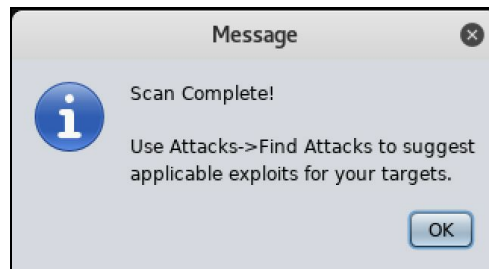 Message
Scan Complete!
Use Attacks->Find Attacks to suggest
applicable exploits for your targets.
OK